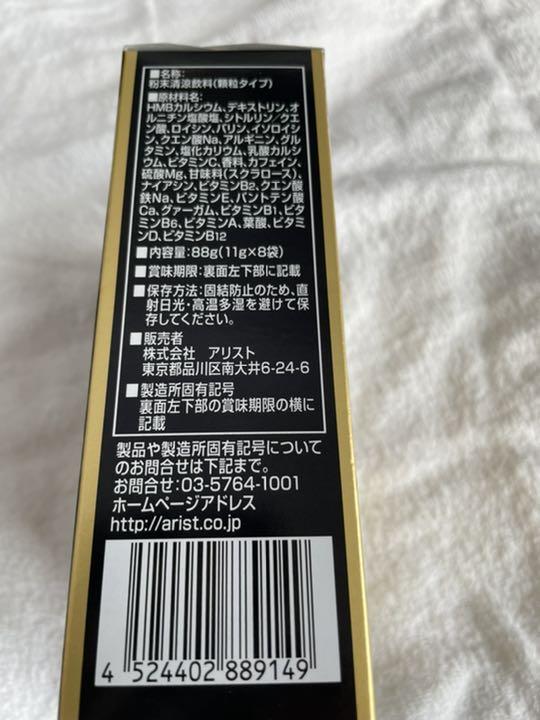 ■名称:
粉末清涼飲料(顆粒タイプ)
■原材料名:
HMBカルシウム、デキストリン、オ
ルニチン塩酸塩、シトルリン/クエ
ン酸、ロイシン、バリン、イソロイシ
ン、クエン酸Na、アルギニン、グル
タミン、塩化カリウム、乳酸カルシ
ウム、ビタミンC、香料、カフェイン、
硫酸Mg、甘味料(スクラロース)、
ナイアシン、ビタミンB2、クエン酸
鉄Na、ビタミンE、パントテン酸
Ca、グァーガム、ビタミンB1、ビ
タミンB6、ビタミンA、葉酸、ビタミ
ンD、ビタミンB12
■内容量:88g(11g×8袋)
■賞味期限:裏面左下部に記載
■保存方法:固結防止のため、直
射日光・高温多湿を避けて保
存してください。
■販売者
株式会社 アリスト
東京都品川区南大井6-24-6
■製造所固有記号
裏面左下部の賞味期限の横に
記載
製品や製造所固有記号について
のお問合せは下記まで。
お問合せ:03-5764-1001
ホームページアドレス
http://arist.co.jp
4 524402 889149